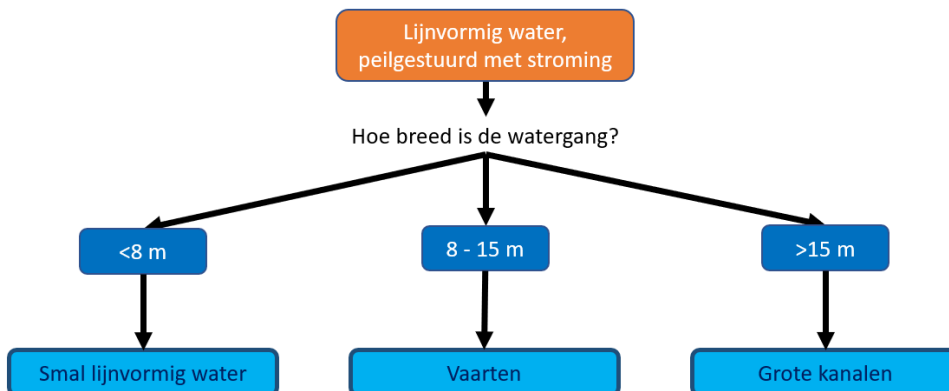 Lijnvormig water,
peilgestuurd met stroming
Hoe breed is de watergang?
<8 m
8 - 15 m
>15 m
Smal lijnvormig water
Vaarten
Grote kanalen